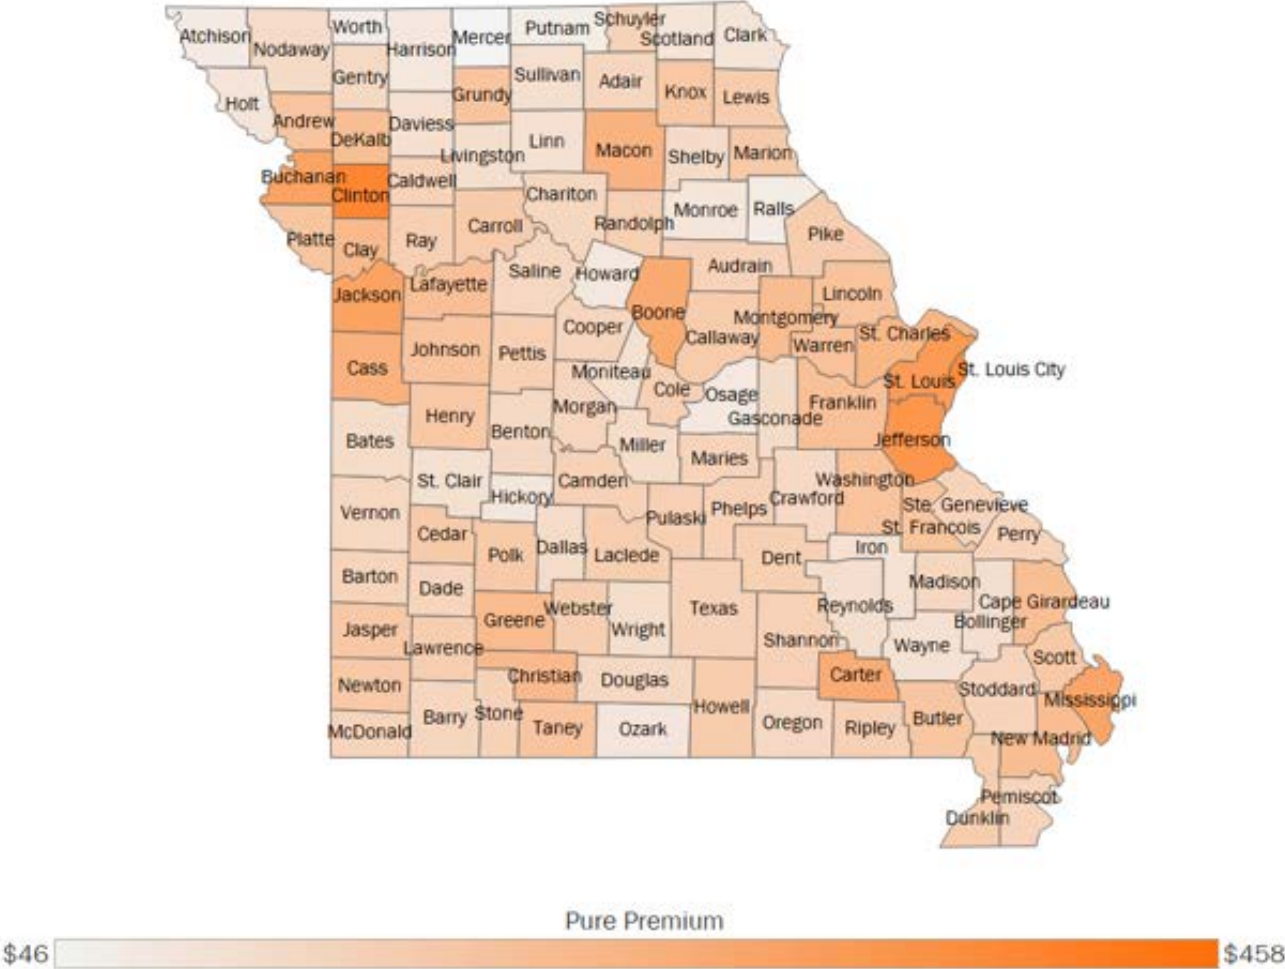 Atchison
Nodaway
Worth
Harrison
Mercer
Putnam
Schuyler
Scotland
Clark
Holt
Gentry
Grundy
Sullivan
Adair
Knox
Lewis
Andrew
DeKalb
Daviess
Livingston
Linn
Macon
Shelby
Marion
Buchanan
Clinton
Caldwell
Chariton
Monroe
Ralls
Platte
Clay
Ray
Carroll
Randolph
Pike
Jackson
Lafayette
Saline
Howard
Audrain
Lincoln
Boone
Montgomery
Johnson
Pettis
Cooper
Callaway
Warren
St. Charles
Cass
Moniteau
Cole
Osage
St. Louis
St. Louis City
Henry
Benton
Morgan
Gasconade
Franklin
Jefferson
Bates
Miller
Maries
St. Clair
Hickory
Camden
Crawford
Washington
Vernon
Cedar
Pulaski
Phelps
Ste. Genevieve
St. Francois
Perry
Polk
Dallas
Laclede
Dent
Iron
Barton
Dade
Madison
Cape Girardeau
Jasper
Greene
Webster
Wright
Texas
Reynolds
Bollinger
Lawrence
Shannon
Wayne
Scott
Newton
Christian
Douglas
Carter
Stoddard
Mississippi
McDonald
Barry
Stone
Taney
Ozark
Howell
Oregon
Ripley
Butler
New Madrid
Pemiscot
Dunklin
Pure Premium
$46
$458